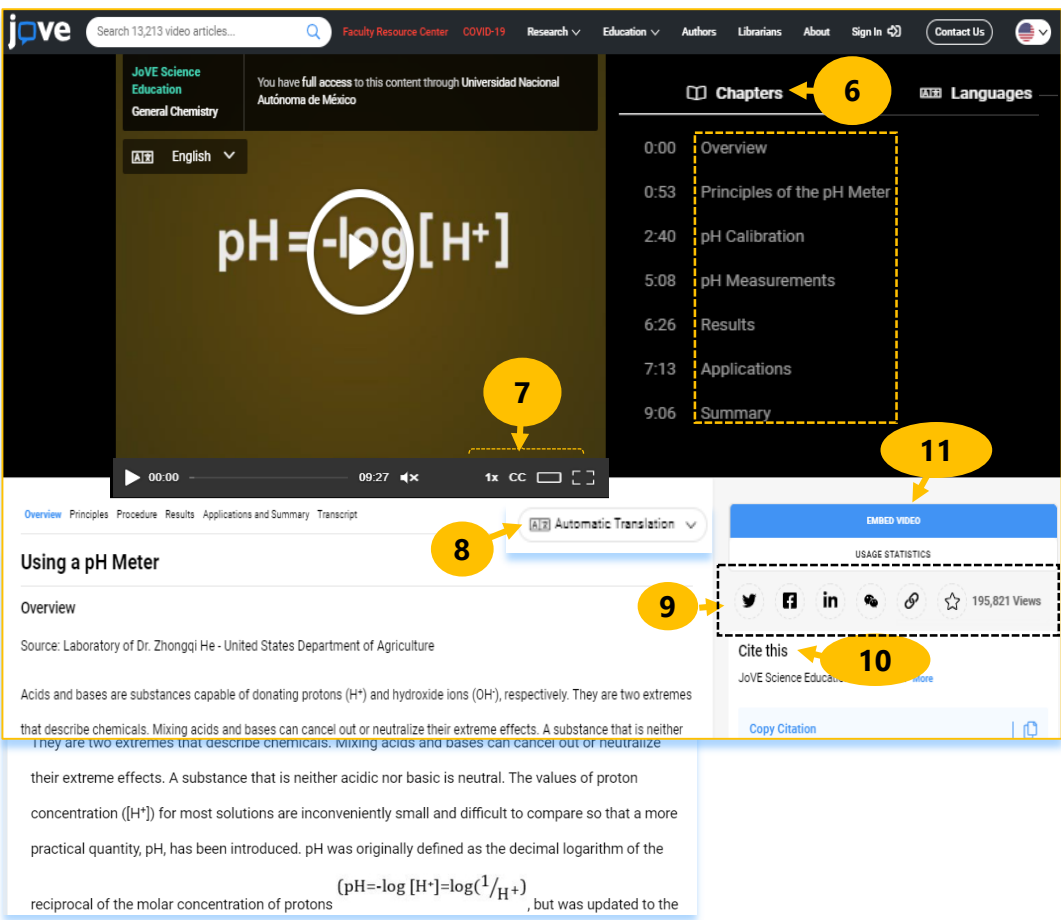 jove
Search 13,213 video articles...
Faculty Resource Center COVID-19 Research Education Authors Librarians About Sign In Contact Us
JoVE Science
Education
General Chemistry
You have full access to this content through Universidad Nacional
Autónoma de México
English
pH = -log [ H+ ]
Chapters
6
Languages
0:00 Overview
0:53 Principles of the pH Meter
2:40 pH Calibration
5:08 pH Measurements
6:26 Results
7:13 Applications
9:06 Summary
7
00:00 09:27 1x CC
11
Overview Principles Procedure Results Applications and Summary Transcript
8
Automatic Translation
EMBED VIDEO
USAGE STATISTICS
Using a pH Meter
9
195,821 Views
Overview
Source: Laboratory of Dr. Zhongqi He - United States Department of Agriculture
Cite this
10
JoVE Science More
Acids and bases are substances capable of donating protons (H+) and hydroxide ions (OH-), respectively. They are two extremes
that describe chemicals. Mixing acids and bases can cancel out or neutralize their extreme effects. A substance that is neither
Copy Citation
They are two extremes that describe chemicals. Mixing acids and bases can cancel out or neutralize
their extreme effects. A substance that is neither acidic nor basic is neutral. The values of proton
concentration ([H+]) for most solutions are inconveniently small and difficult to compare so that a more
practical quantity, pH, has been introduced. pH was originally defined as the decimal logarithm of the
reciprocal of the molar concentration of protons (pH=-log [H+]=log(1/H+) , but was updated to the